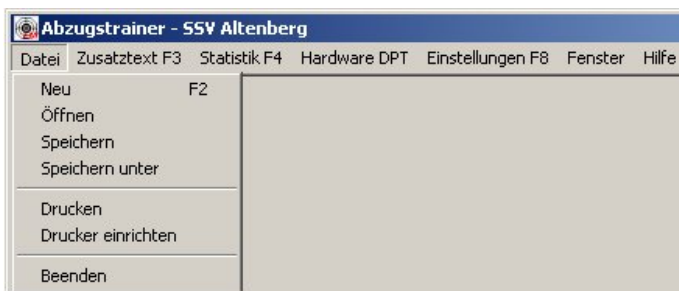 Abzugstrainer - SSV Altenberg
Datei Zusatztext F3 Statistik F4 Hardware DPT Einstellungen F8 Fenster Hilfe
Neu F2
Öffnen
Speichern
Speichern unter
Drucken
Drucker einrichten
Beenden